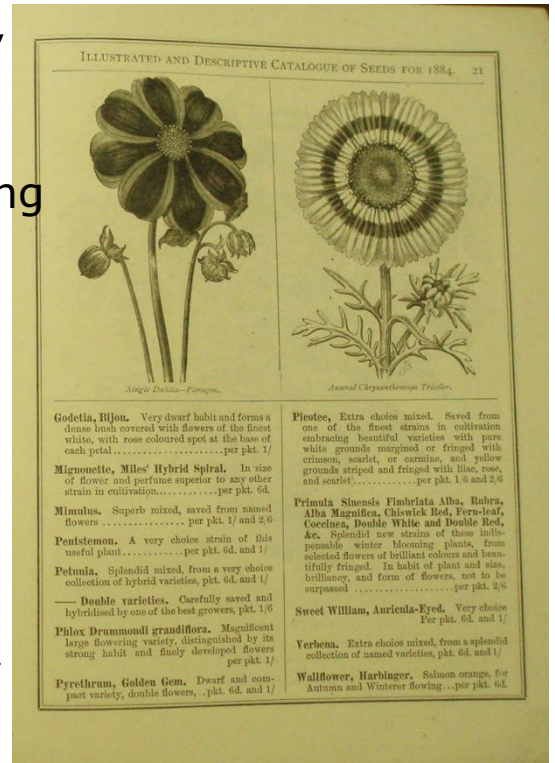 ng
ILLUSTRATED AND DESCRIPTIVE CATALOGUE OF SEEDS FOR 1884. 21
Single Dahlia—Paragon.
Annual Chrysanthemum Tricolor.
Godetia, Bijou. Very dwarf habit and forms a
dense bush covered with flowers of the finest
white, with rose coloured spot at the base of
each petal.......................per pkt. 1/
Mignonette, Miles' Hybrid Spiral. In size
of flower and perfume superior to any other
strain in cultivation............per pkt. 6d.
Mimulus. Superb mixed, saved from named
flowers ................ per pkt. 1/ and 2/6
Pentstemon. A very choice strain of this
useful plant............per pkt. 6d. and 1/
Petunia. Splendid mixed, from a very choice
collection of hybrid varieties, pkt. 6d. and 1/
— Double varieties. Carefully saved and
hybridised by one of the best growers, pkt. 1/6
Phlox Drummondi grandiflora. Magnificent
large flowering variety, distinguished by its
strong habit and finely developed flowers
per pkt. 1/
Pyrethrum, Golden Gem. Dwarf and com-
pact variety, double flowers, ..pkt. 6d. and 1/
Picotee, Extra choice mixed. Saved from
one of the finest strains in cultivation
embracing beautiful varieties with pure
white grounds margined or fringed with
crimson, scarlet, or carmine, and yellow
grounds striped and fringed with lilac, rose,
and scarlet'............per pkt. 1/6 and 2/6
Primula Sinensis Fimbriata Alba, Rubra,
Alba Magnifica, Chiswick Red, Fern-leaf,
Coccinea, Double White and Double Red,
&c. Splendid new strains of these indis-
pensable winter blooming plants, from
selected flowers of brilliant colours and beau-
tifully fringed. In habit of plant and size,
brilliancy, and form of flowers, not to be
surpassed ......................per pkt. 2/6
Sweet William, Auricula-Eyed. Very choice
Per pkt. 6d. and 1/
Verbena. Extra choice mixed, from a splendid
collection of named varieties, pkt. 6d. and 1/
Wallflower, Harbinger. Salmon orange, for
Autumn and Winterer flowing...per pkt. 6d.